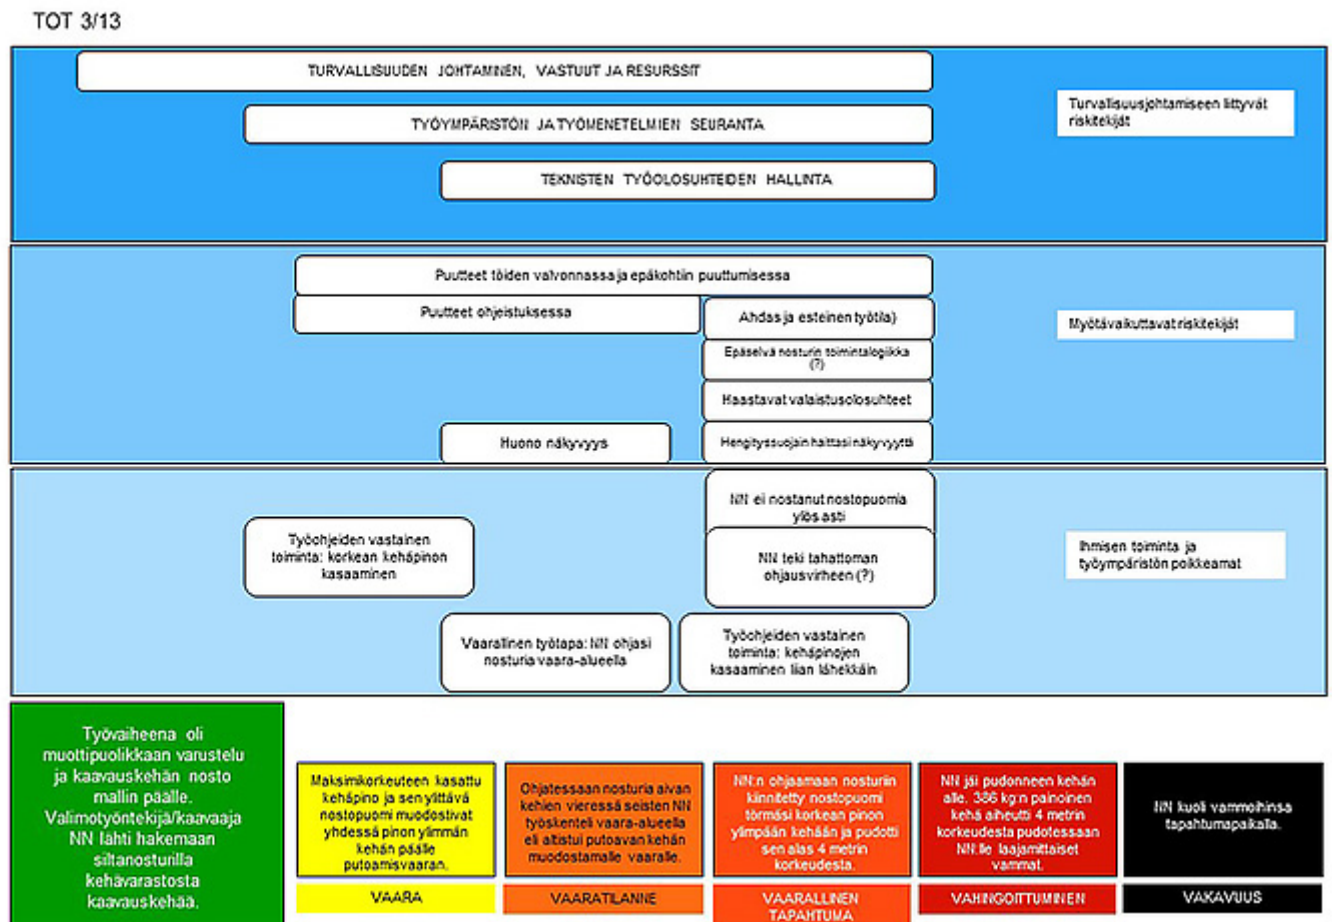 TOT 3/13
TURVALLISUUDEN JOHTAMINEN, VASTUUT JA RESURSSIT
TYÖYMPÄRISTÖN JA TYÖMENETELMIEN SEURANTA
TEKNISTEN TYÖOLOSUHTEIDEN HALLINTA
Turvallisuusjohtamiseen liittyvät
riskitekijät
Puutteet töiden valvonnassa ja epäkohtiin puuttumisessa
Puutteet ohjeistuksessa
Ahdas ja esteinen työtila)
Epäselvä nosturin toimintalogiikka
(?)
Haastavat valaistusolosuhteet
Huono näkyvyys
Hengityssuojain haittasi näkyvyyttä
Myötävaikuttavat riskitekijät
NN ei nostanut nostopuomia
ylös asti
Työohjeiden vastainen
toiminta: korkean kehäpinon
kasaaminen
NN teki tahattoman
ohjausvirheen (?)
Vaarallinen työtapa: NN ohjasi
nosturia vaara-alueella
Työohjeiden vastainen
toiminta: kehäpinojen
kasaaminen liian lähekkäin
Ihmisen toiminta ja
työympäristön poikkeamat
Työvaiheena oli
muottipuolikkaan varustelu
ja kaavauskehän nosto
mallin päälle.
Valimotyöntekijä/kaavaaja
NN lähti hakemaan
siltanosturilla
kehävarastosta
kaavauskehää.
Maksimikorkeuteen kasattu
kehäpino ja sen ylittävä
nostopuomi muodostivat
yhdessä pinon ylimmän
kehän päälle
putoamisvaaran.
VAARA
Ohjatessaan nosturia aivan
kehien vieressä seisten NN
työskenteli vaara-alueella
eli altistui putoavan kehän
muodostamalle vaaralle.
VAARATILANNE
NN:n ohjaamaan nosturiin
kiinnitetty nostopuomi
törmäsi korkean pinon
ylimpään kehään ja pudotti
sen alas 4 metrin
korkeudesta.
VAARALLINEN
TAPAHTUMA
NN jäi pudonneen kehän
alle. 386 kg:n painoinen
kehä aiheutti 4 metrin
korkeudesta pudotessaan
NN:lle laajamittaiset
vammat.
VAHINGOITTUMINEN
NN kuoli vammoihinsa
tapahtumapaikalla.
VAKAVUUS